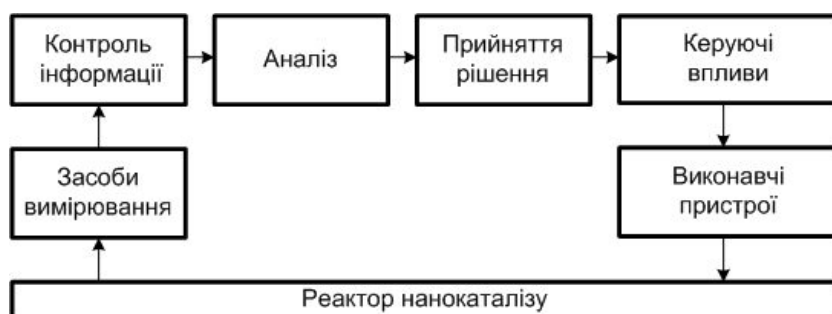 Контроль
інформації
Аналіз
Прийняття
рішення
Керуючі
впливи
Засоби
вимірювання
Виконавчі
пристрої
Реактор нанокаталізу